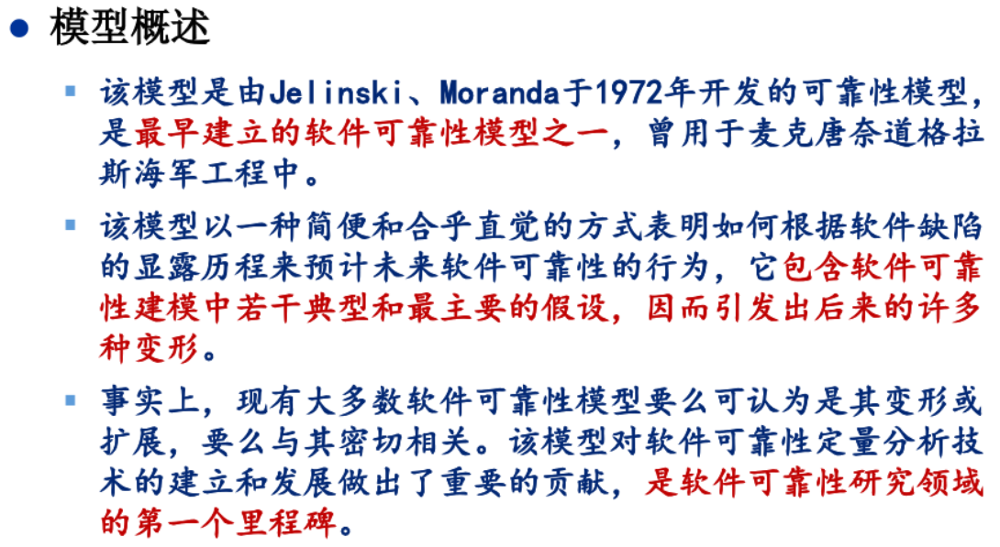 模型概述
该模型是由Jelinski、Moranda于1972年开发的可靠性模型，
是最早建立的软件可靠性模型之一，曾用于麦克唐奈道格拉
斯海军工程中。
该模型以一种简便和合乎直觉的方式表明如何根据软件缺陷
的显露历程来预计未来软件可靠性的行为，它包含软件可靠
性建模中若干典型和最主要的假设，因而引发出后来的许多
种变形。
事实上，现有大多数软件可靠性模型要么可认为是其变形或
扩展，要么与其密切相关。该模型对软件可靠性定量分析技
术的建立和发展做出了重要的贡献，是软件可靠性研究领域
的第一个里程碑。